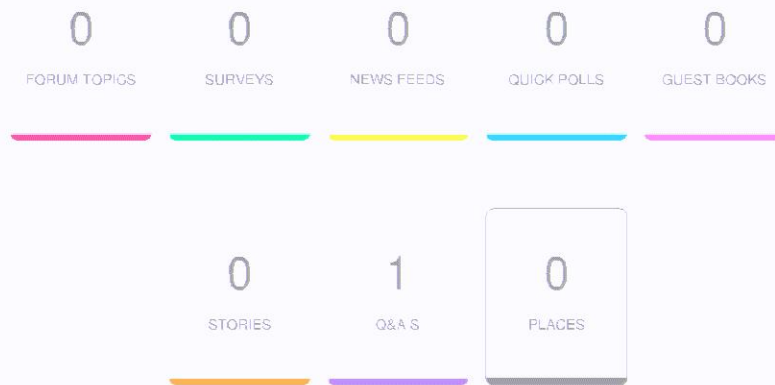 0 0 0 0 0
FORUM TOPICS SURVEYS NEWS FEEDS QUICK POLLS GUEST BOOKS
0 1 0
STORIES Q&A S PLACES